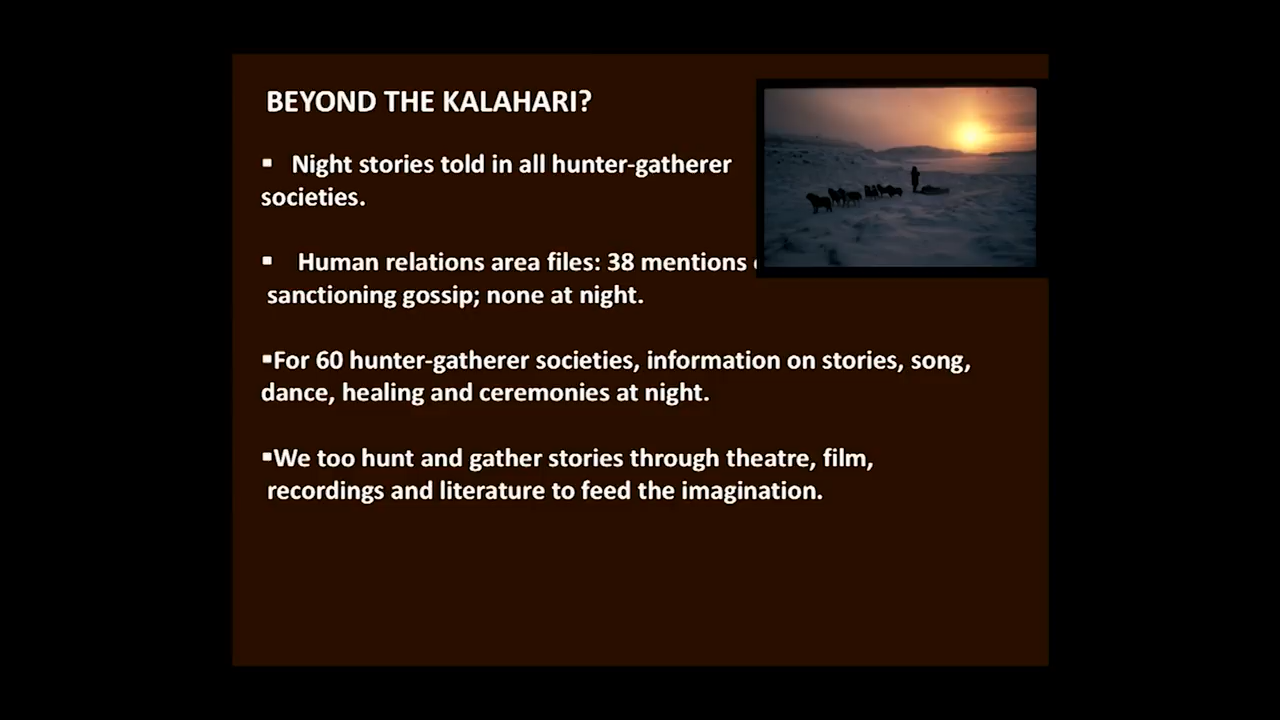 BEYOND THE KALAHARI?
▪ Night stories told in all hunter-gatherer
societies.
▪ Human relations area files: 38 mentions
sanctioning gossip; none at night.
▪For 60 hunter-gatherer societies, information on stories, song,
dance, healing and ceremonies at night.
▪We too hunt and gather stories through theatre, film,
recordings and literature to feed the imagination.